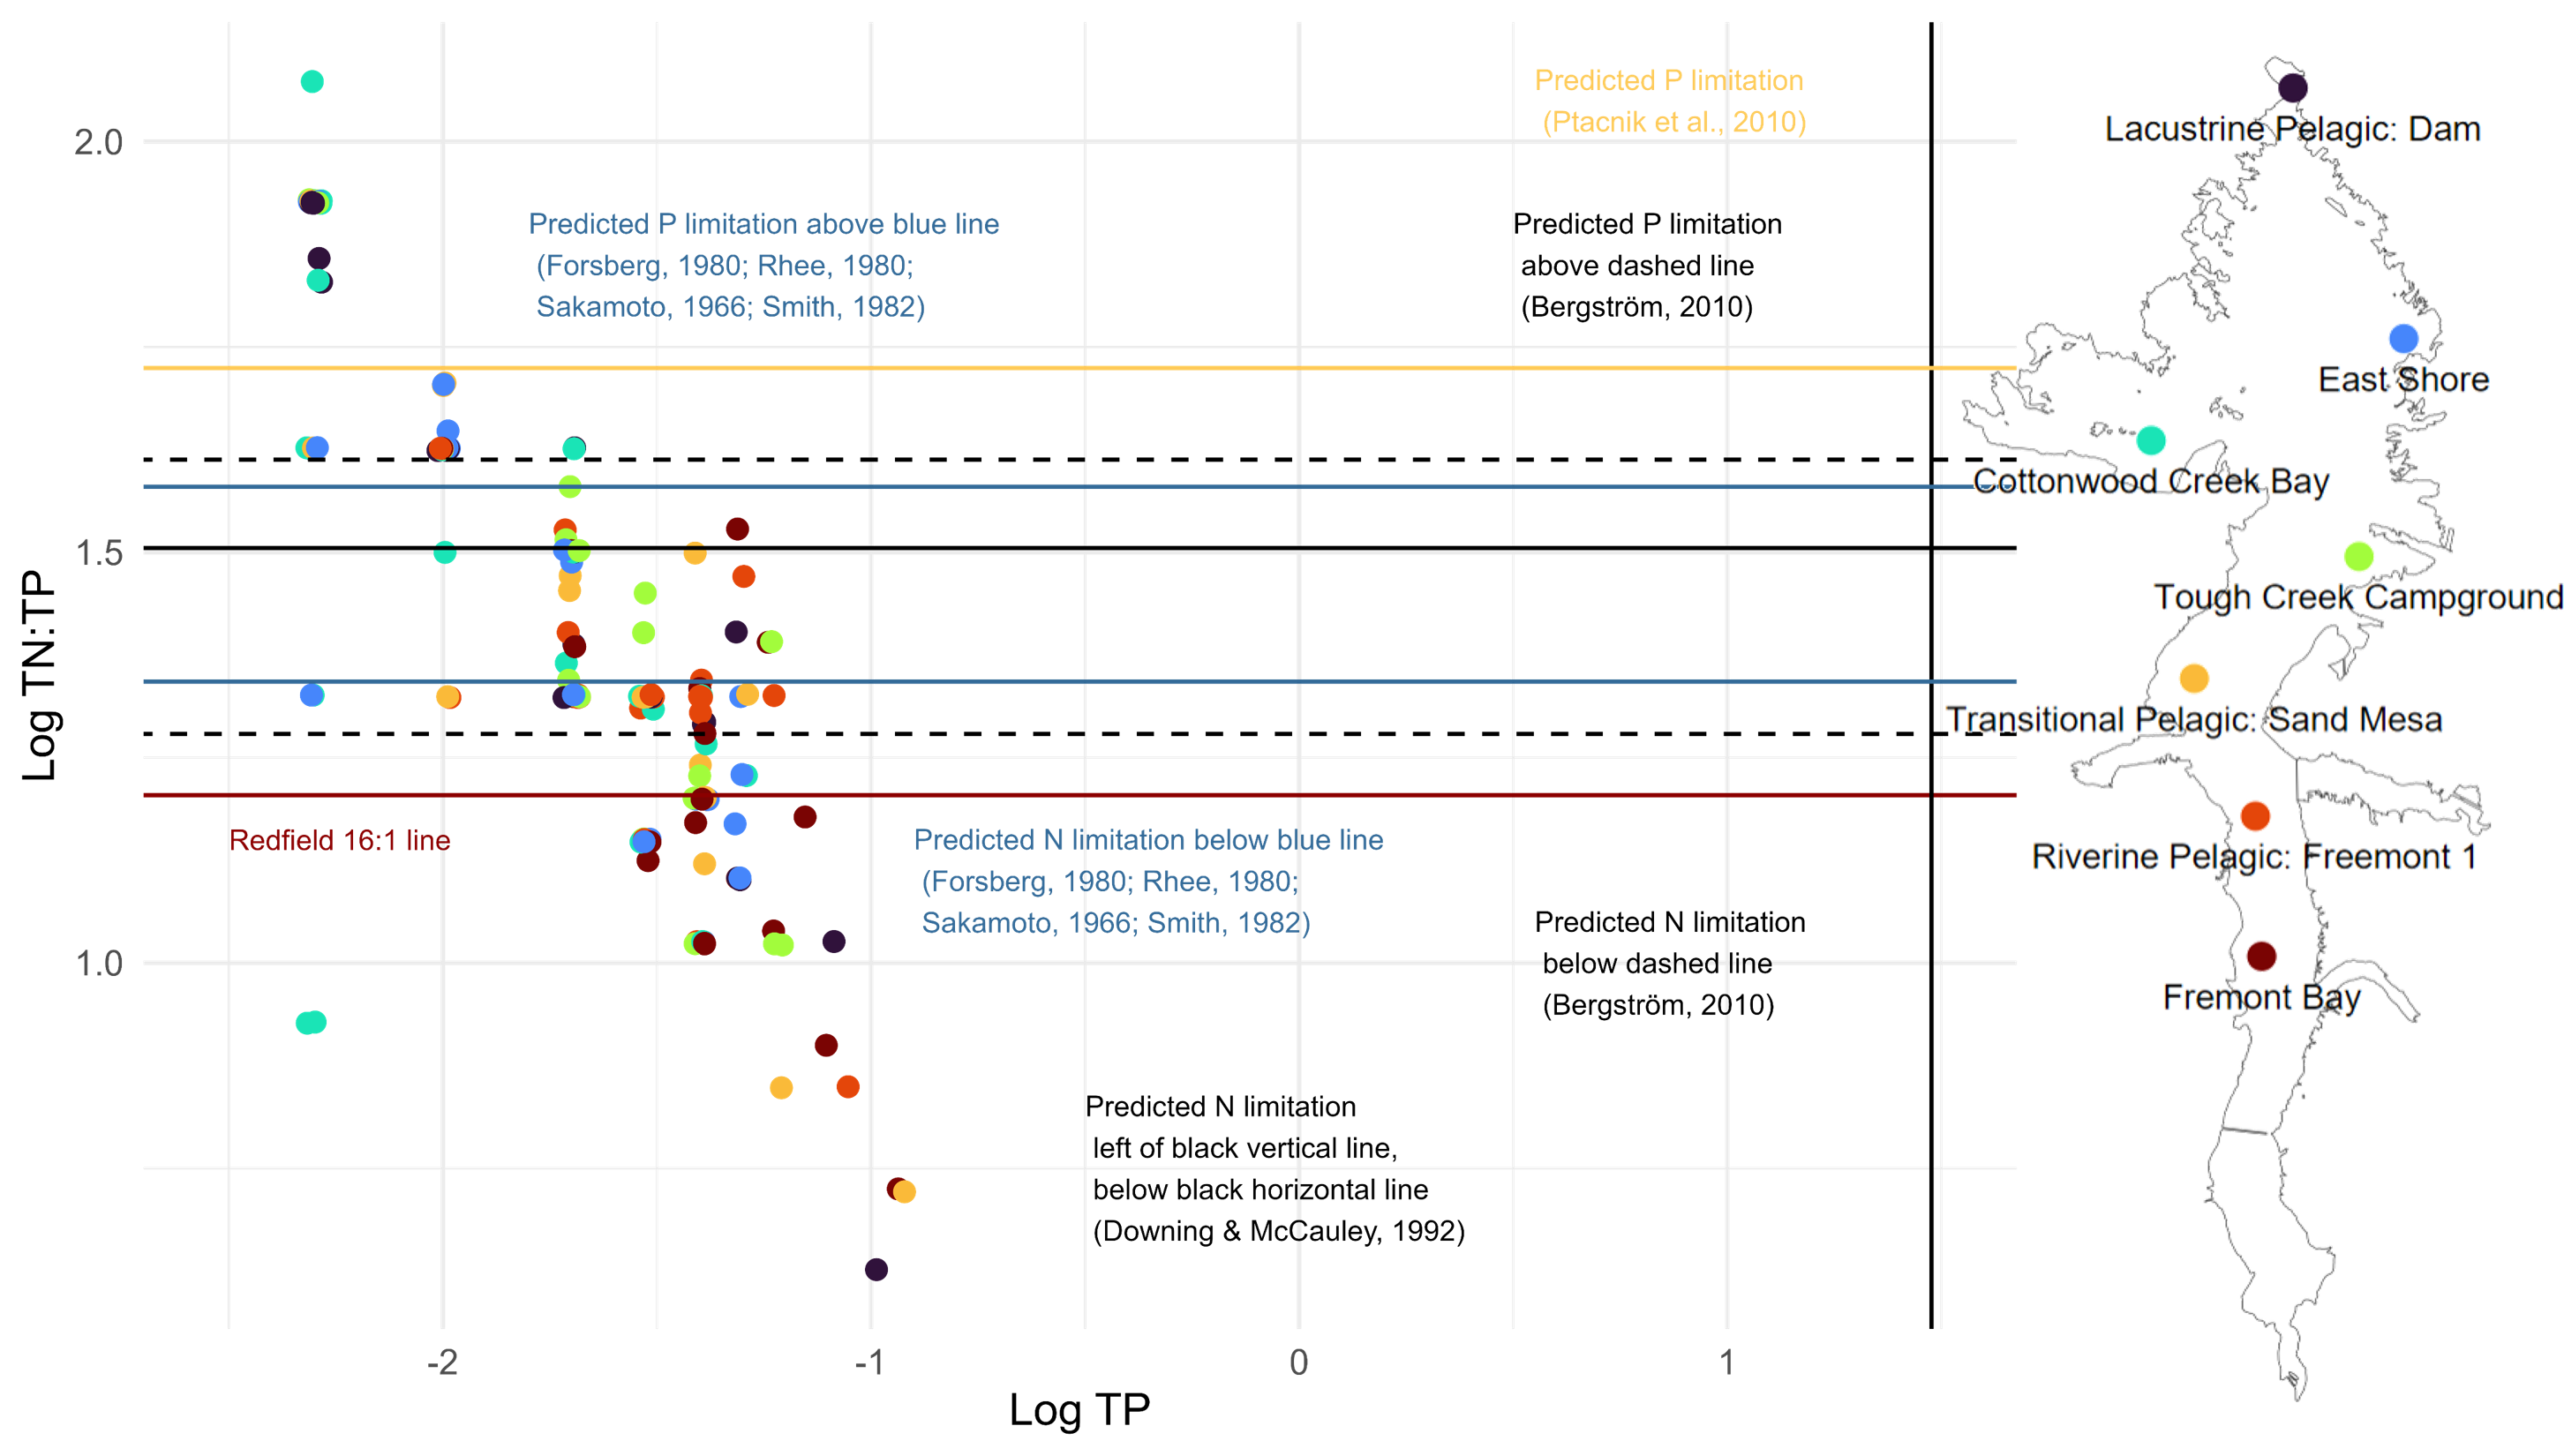 Predicted P limitation
(Ptacnik et al., 2010)
Predicted P limitation above blue line
(Forsberg, 1980; Rhee, 1980;
Sakamoto, 1966; Smith, 1982)
Predicted P limitation
above dashed line
(Bergström, 2010)
Redfield 16:1 line
Predicted N limitation below blue line
(Forsberg, 1980; Rhee, 1980;
Sakamoto, 1966; Smith, 1982)
Predicted N limitation
below dashed line
(Bergström, 2010)
Predicted N limitation
left of black vertical line,
below black horizontal line
(Downing & McCauley, 1992)
2.0
1.5
1.0
Log TN:TP
-2
-1
0
1
Log TP
Lacustrine Pelagic: Dam
East Shore
Cottonwood Creek Bay
Tough Creek Campground
Transitional Pelagic: Sand Mesa
Riverine Pelagic: Freemont 1
Fremont Bay